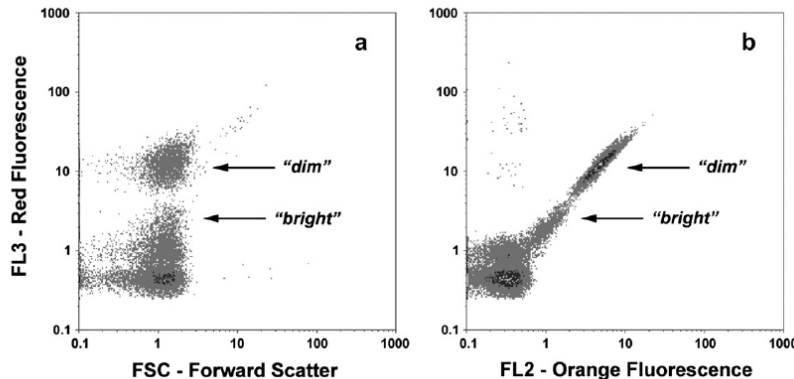 a
b
1000
100
10
1
0.1
FL3 - Red Fluorescence
"dim"
"bright"
0.1 1 10 100 1000
FSC - Forward Scatter
1000
100
10
1
0.1
"dim"
"bright"
0.1 1 10 100 1000
FL2 - Orange Fluorescence